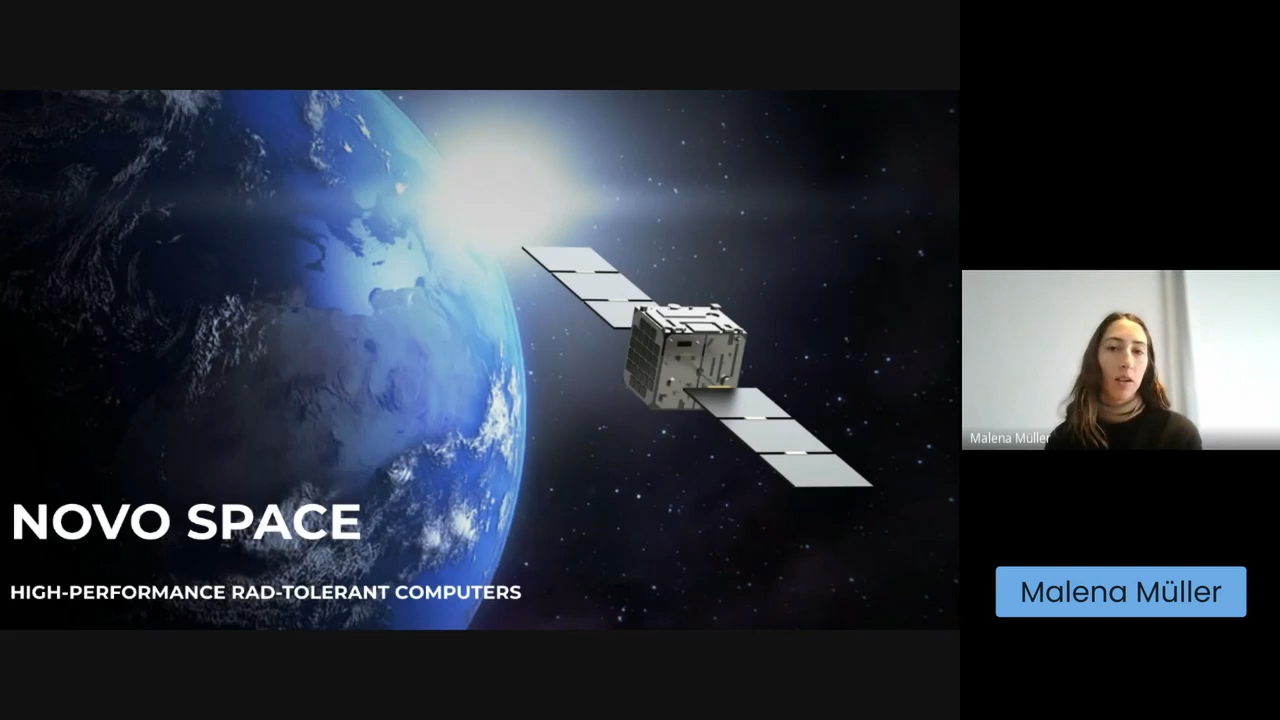 NOVO SPACE
HIGH-PERFORMANCE RAD-TOLERANT COMPUTERS
Malena Müller
Malena Müller